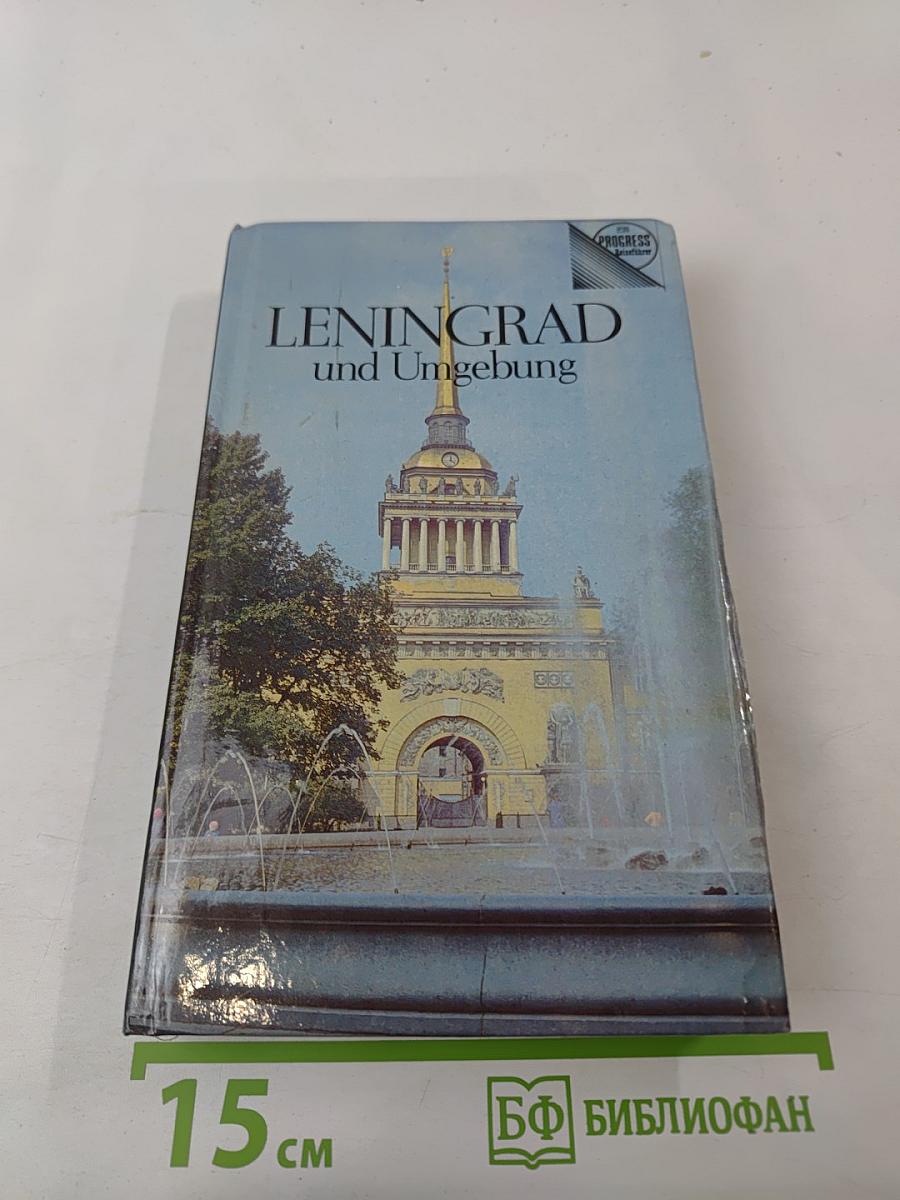 PROGRESS
Reiseführer
LENINGRAD
und Umgebung
15 см
БФ БИБЛИОФАН